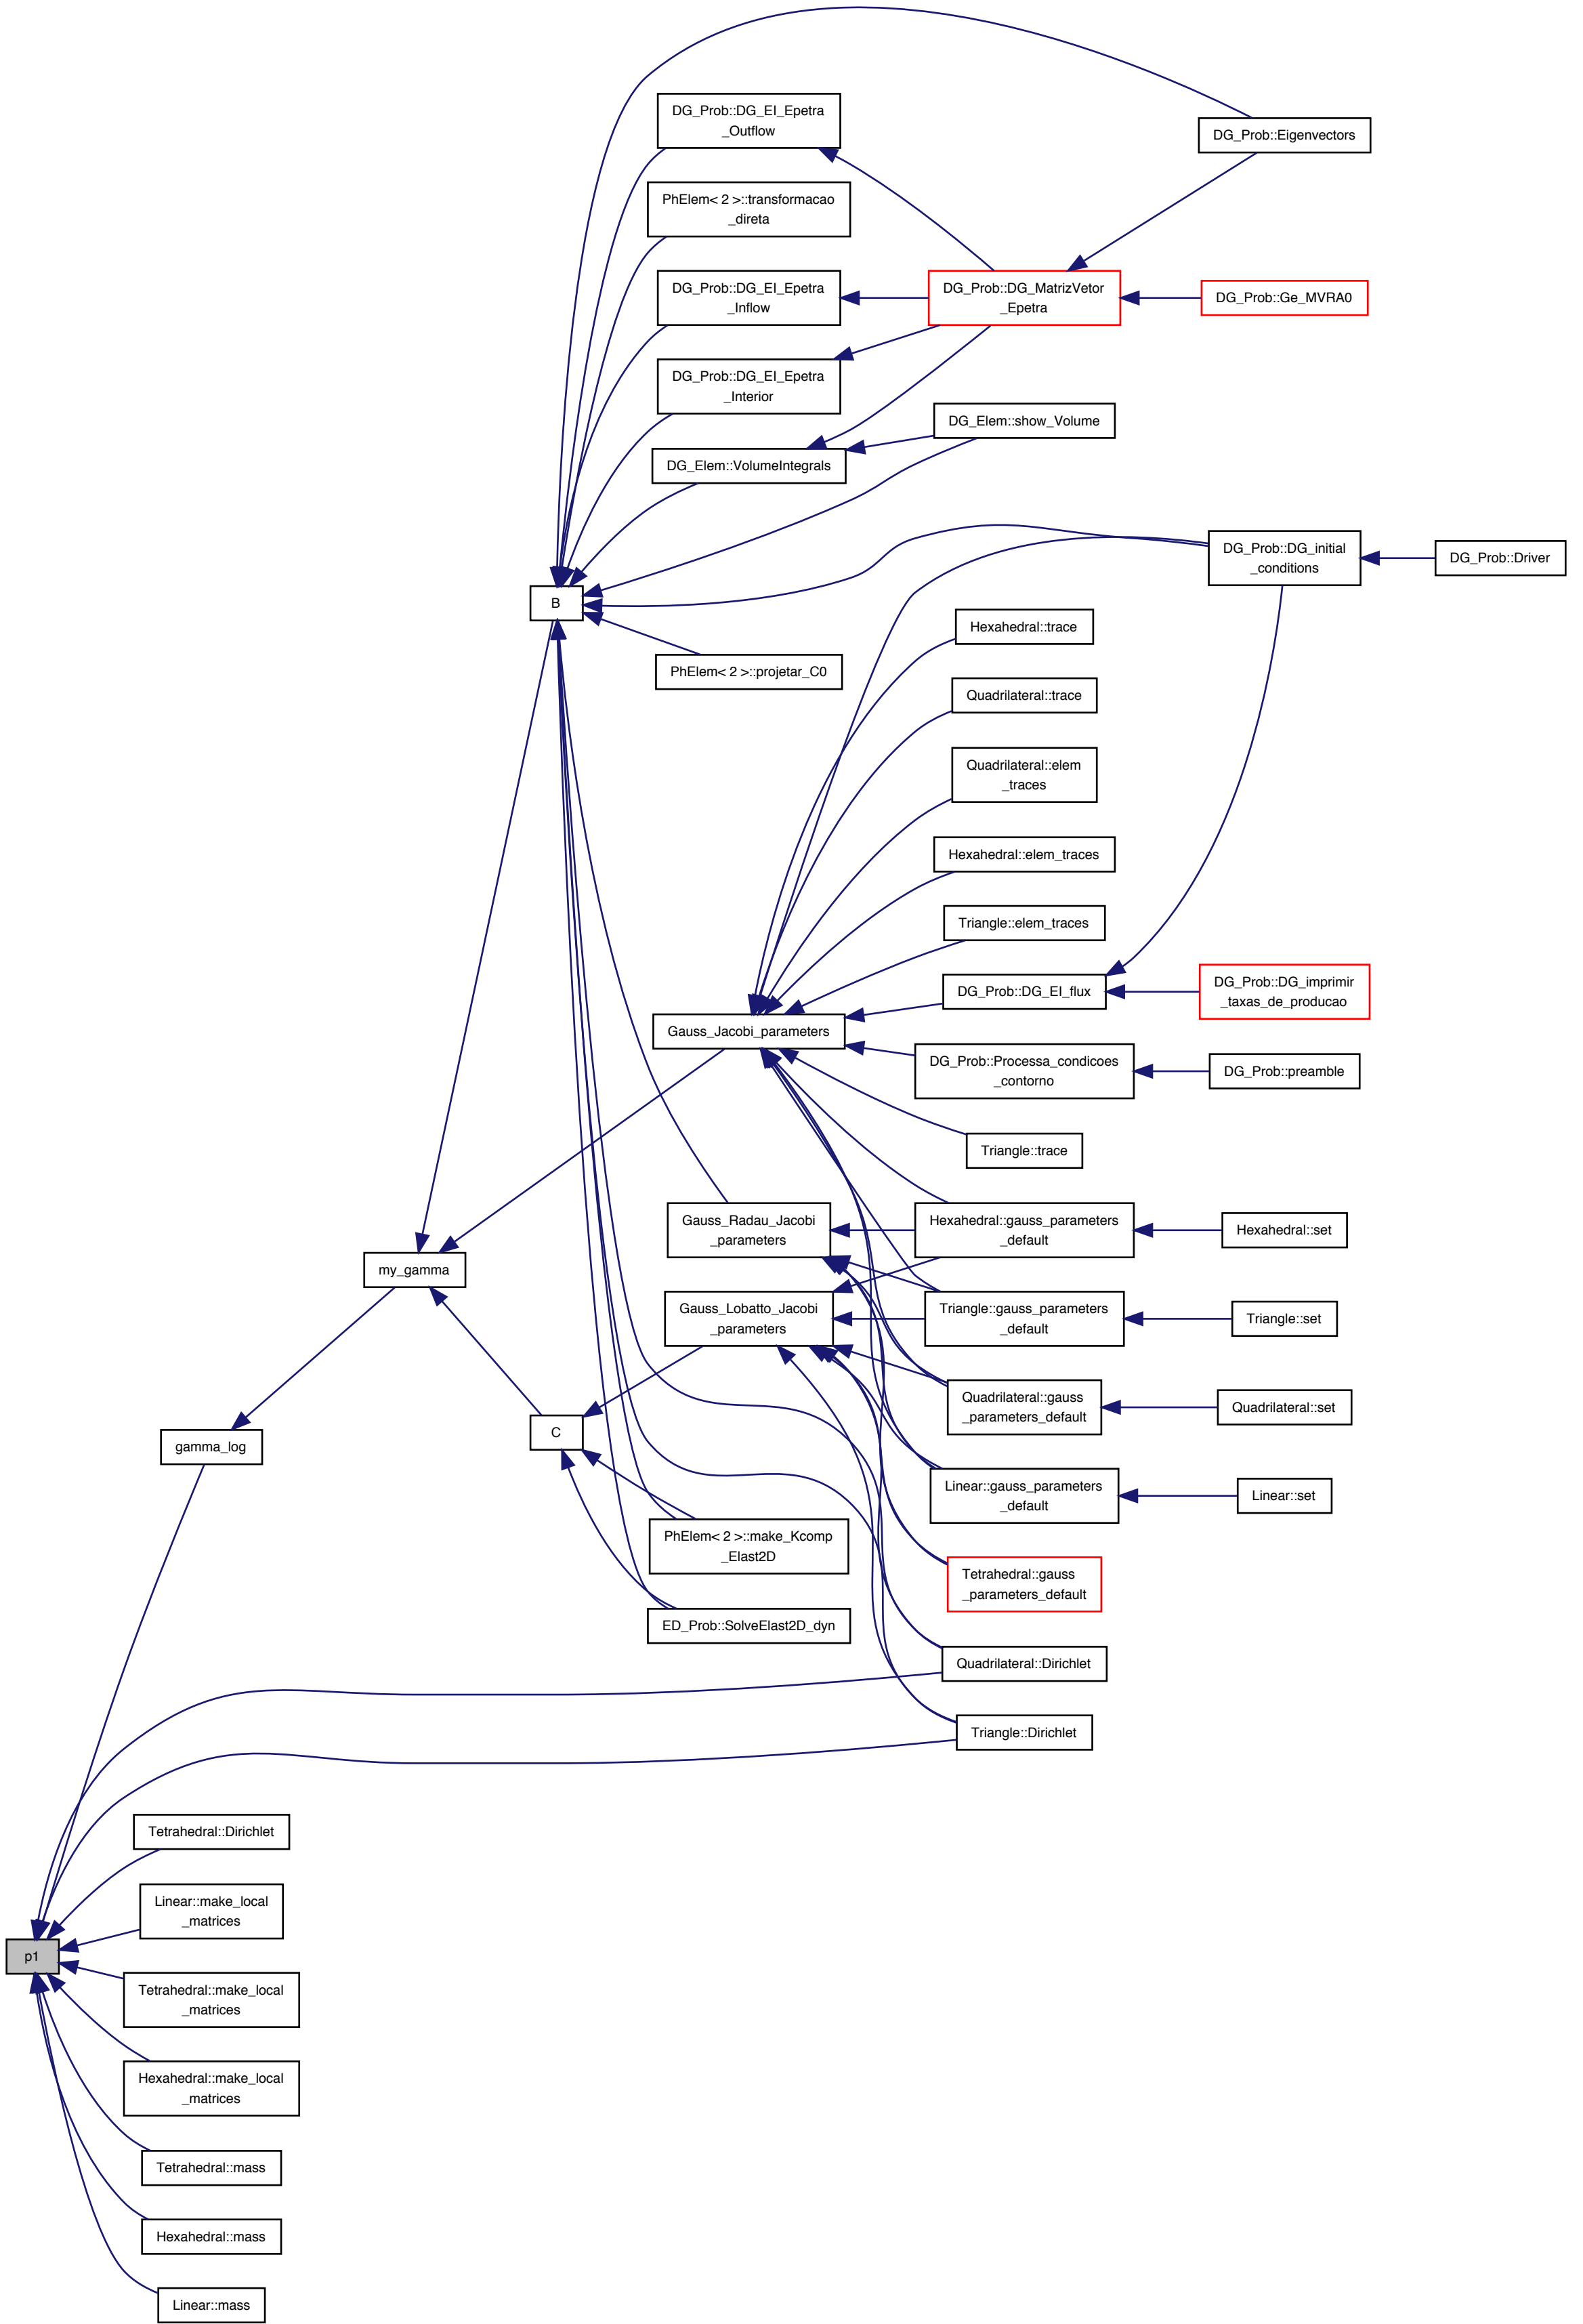 DG_Prob::DG_EI_Epetra
_Outflow
DG_Prob::Eigenvectors
PhElem< 2 >::transformacao
_direta
DG_Prob::DG_EI_Epetra
_Inflow
DG_Prob::DG_MatrizVetor
_Epetra
DG_Prob::Ge_MVRA0
DG_Prob::DG_EI_Epetra
_Interior
DG_Elem::show_Volume
DG_Elem::VolumeIntegrals
DG_Prob::DG_initial
_conditions
DG_Prob::Driver
B
Hexahedral::trace
PhElem< 2 >::projetar_C0
Quadrilateral::trace
Quadrilateral::elem
_traces
Hexahedral::elem_traces
Triangle::elem_traces
DG_Prob::DG_EI_flux
DG_Prob::DG_imprimir
_taxas_de_producao
Gauss_Jacobi_parameters
DG_Prob::Processa_condicoes
_contorno
DG_Prob::preamble
Triangle::trace
Gauss_Radau_Jacobi
_parameters
Hexahedral::gauss_parameters
_default
Hexahedral::set
my_gamma
Gauss_Lobatto_Jacobi
_parameters
Triangle::gauss_parameters
_default
Triangle::set
Quadrilateral::gauss
_parameters_default
Quadrilateral::set
C
gamma_log
Linear::gauss_parameters
_default
Linear::set
PhElem< 2 >::make_Kcomp
_Elast2D
Tetrahedral::gauss
_parameters_default
ED_Prob::SolveElast2D_dyn
Quadrilateral::Dirichlet
Triangle::Dirichlet
Tetrahedral::Dirichlet
Linear::make_local
_matrices
p1
Tetrahedral::make_local
_matrices
Hexahedral::make_local
_matrices
Tetrahedral::mass
Hexahedral::mass
Linear::mass